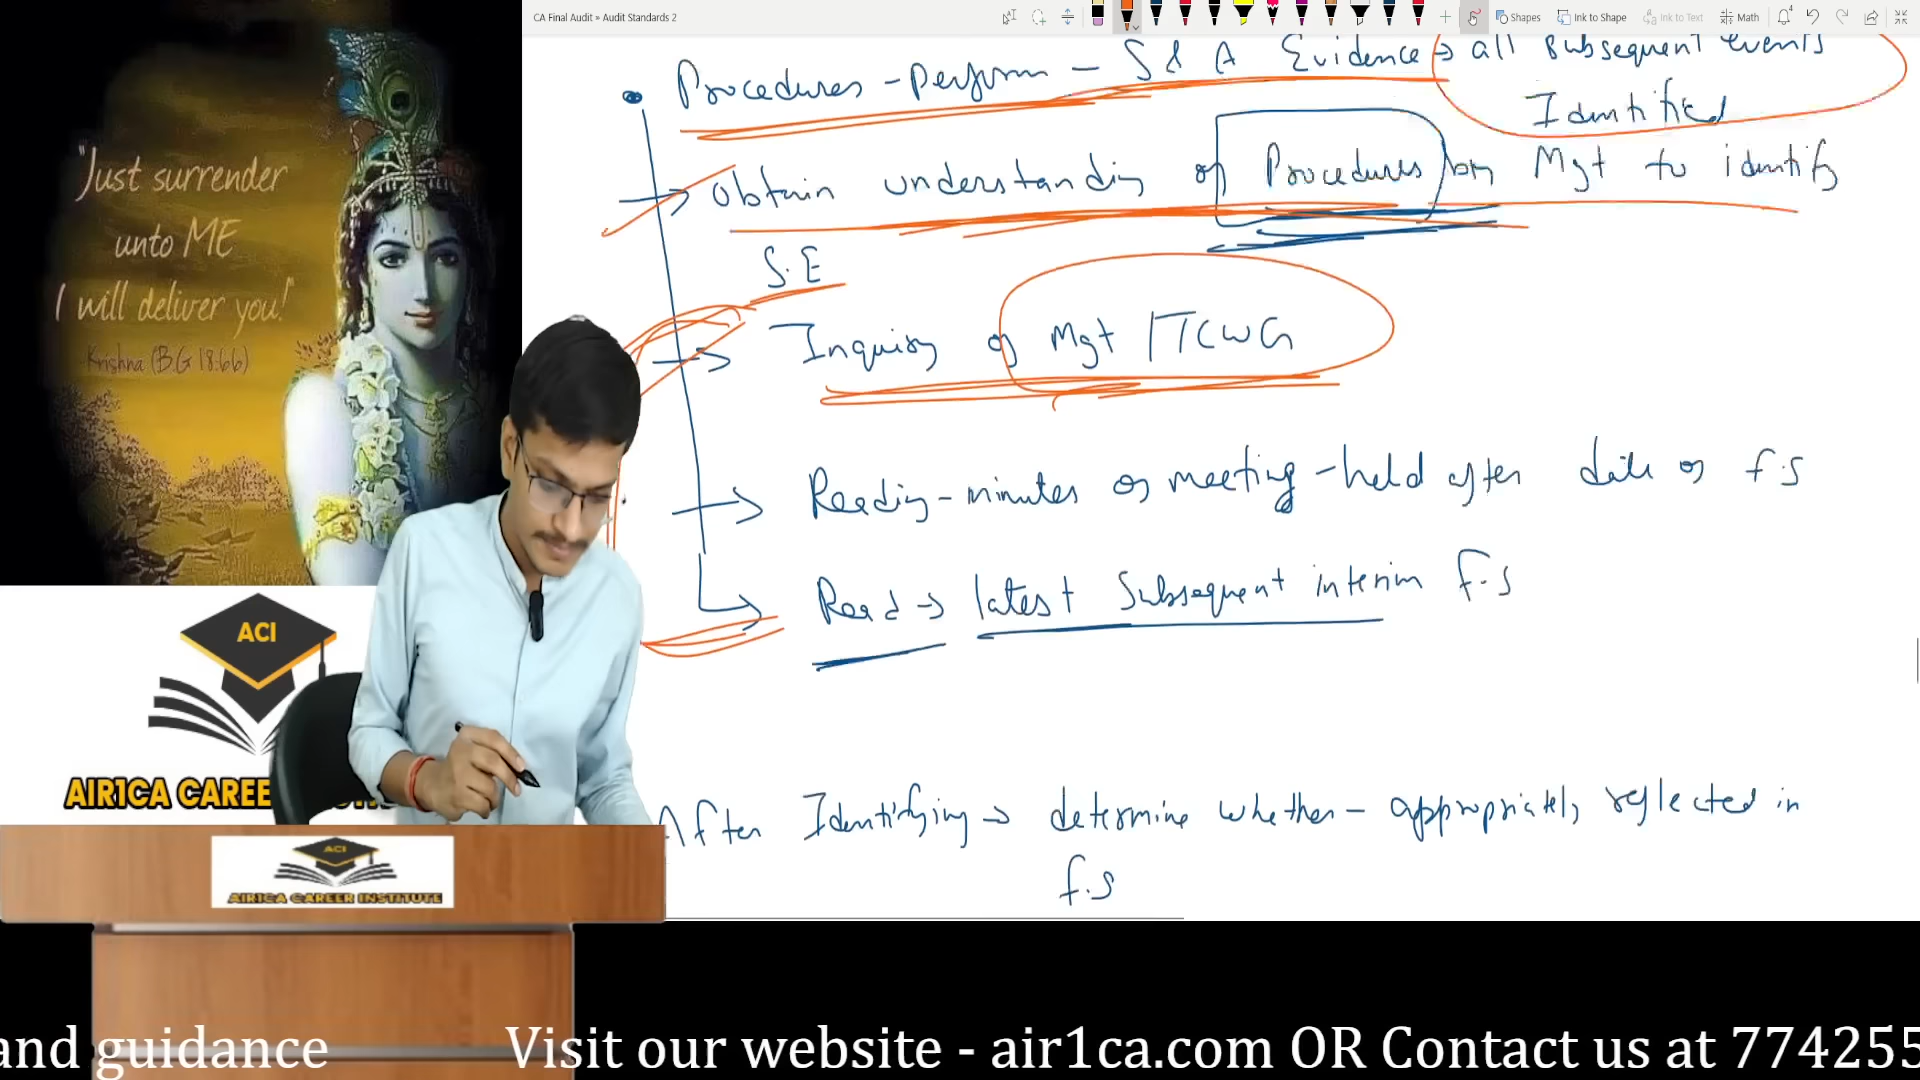 CA Final Audit » Audit Standards 2
Shapes
Ink to Shape
Ink to Text
Math
Procedures - perform - S & A Evidence → all subsequent events
Identified
→ obtain understanding of Procedures by Mgt to identify
S.E
→ Inquiry of Mgt / TCWG
→ Reading - minutes of meeting - held after date of f.S
→ Read → latest Subsequent interim f.S
After Identifying → determine whether - appropriately reflected in
f.S
"Just surrender
unto ME
I will deliver you!"
Krishna (B.G 18.66)
ACI
AIR1CA CAREE
ACI
AIR1CA CAREER INSTITUTE
and guidance Visit our website - air1ca.com OR Contact us at 774255